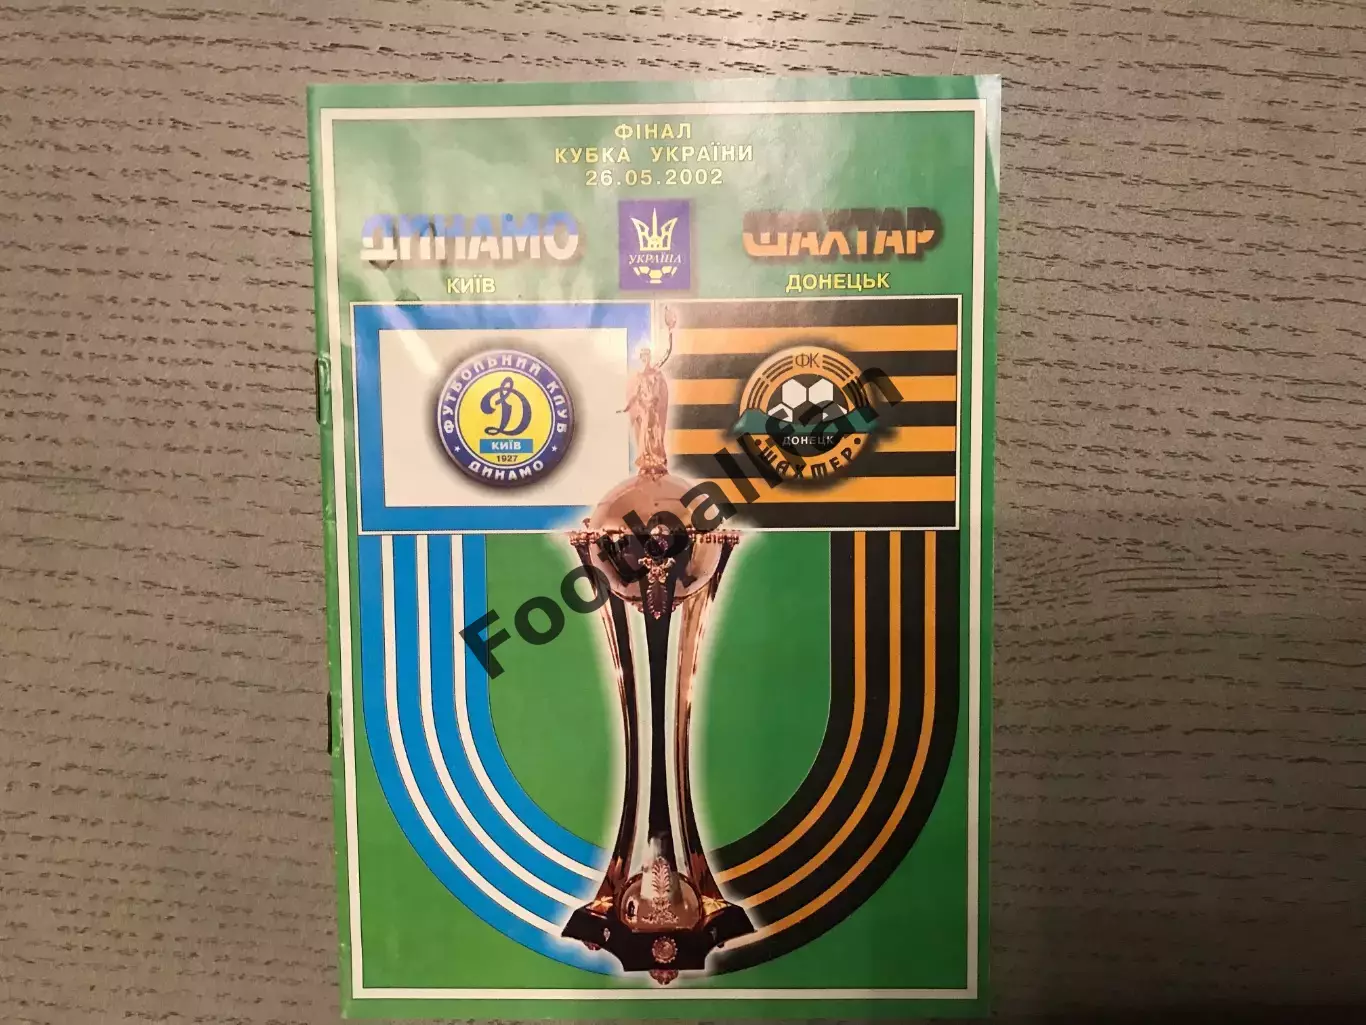 ФІНАЛ
КУБКА УКРАЇНИ
26.05.2002
ДИНАМО
КИЇВ
УКРАЇНА
ШАХТАР
ДОНЕЦЬК
ФУТБОЛЬНИЙ КЛУБ
Д
КИЇВ
1927
ДИНАМО
ФК
ДОНЕЦК
ШАХТЕР
Footballfan